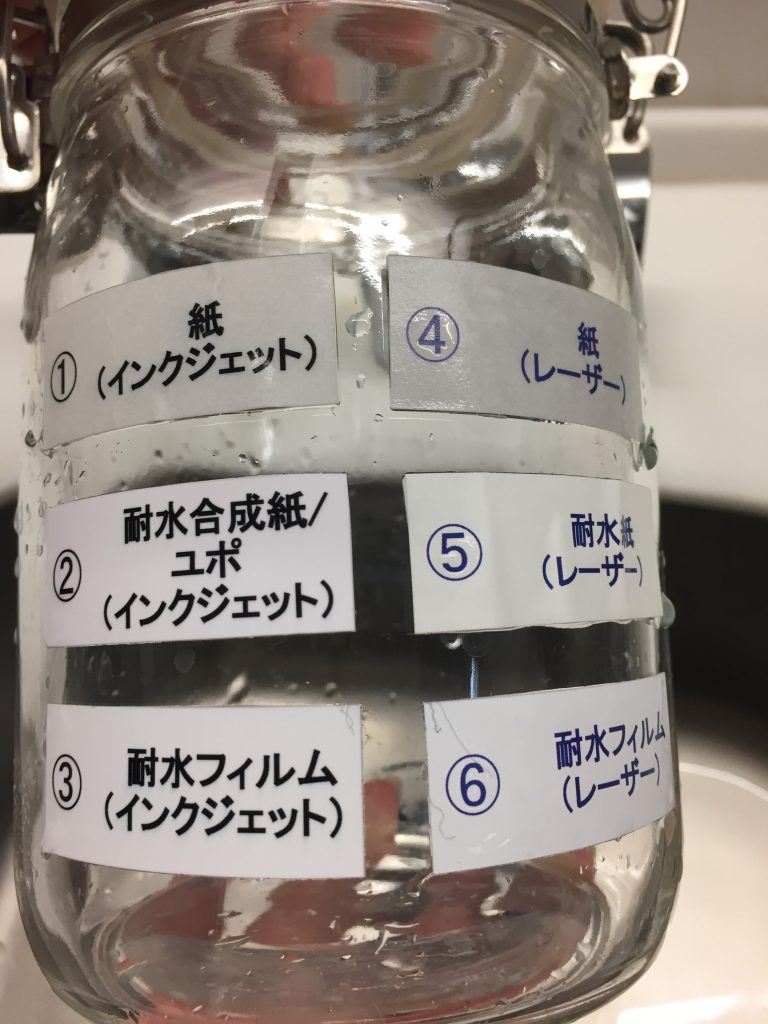 ①
紙
(インクジェット)
②
耐水合成紙/
ユポ
(インクジェット)
③
耐水フィルム
(インクジェット)
④
紙
(レーザー)
⑤
耐水紙
(レーザー)
⑥
耐水フィルム
(レーザー)